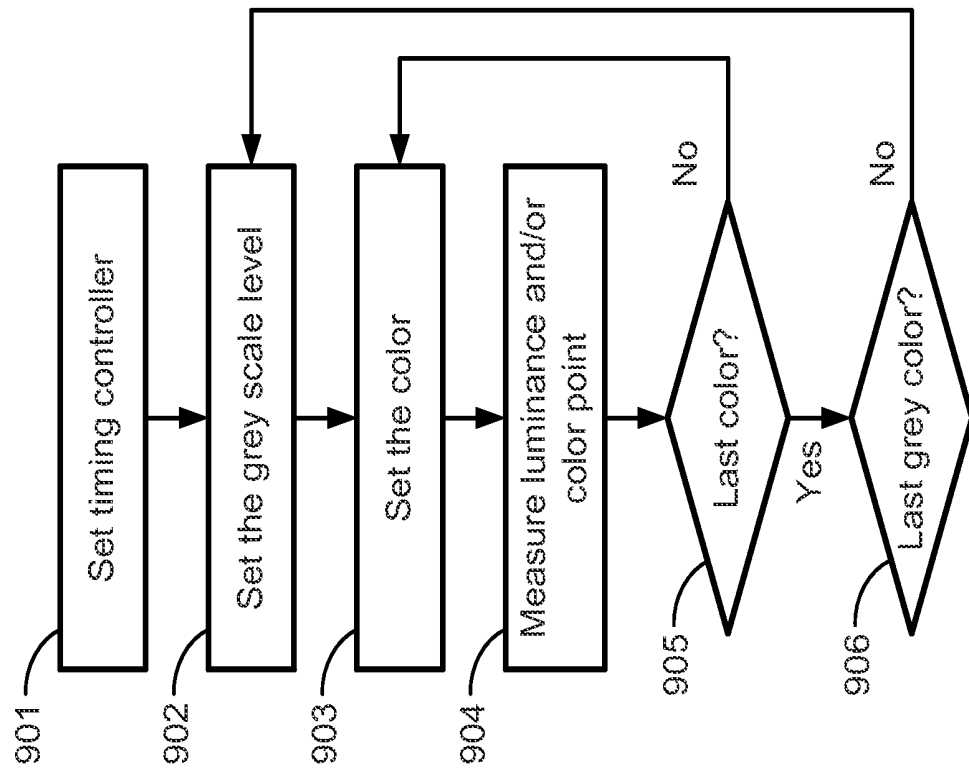 901
Set timing controller
902
Set the grey scale level
903
Set the color
904
Measure luminance and/or
color point
905
Last color?
No
Yes
906
Last grey color?
No